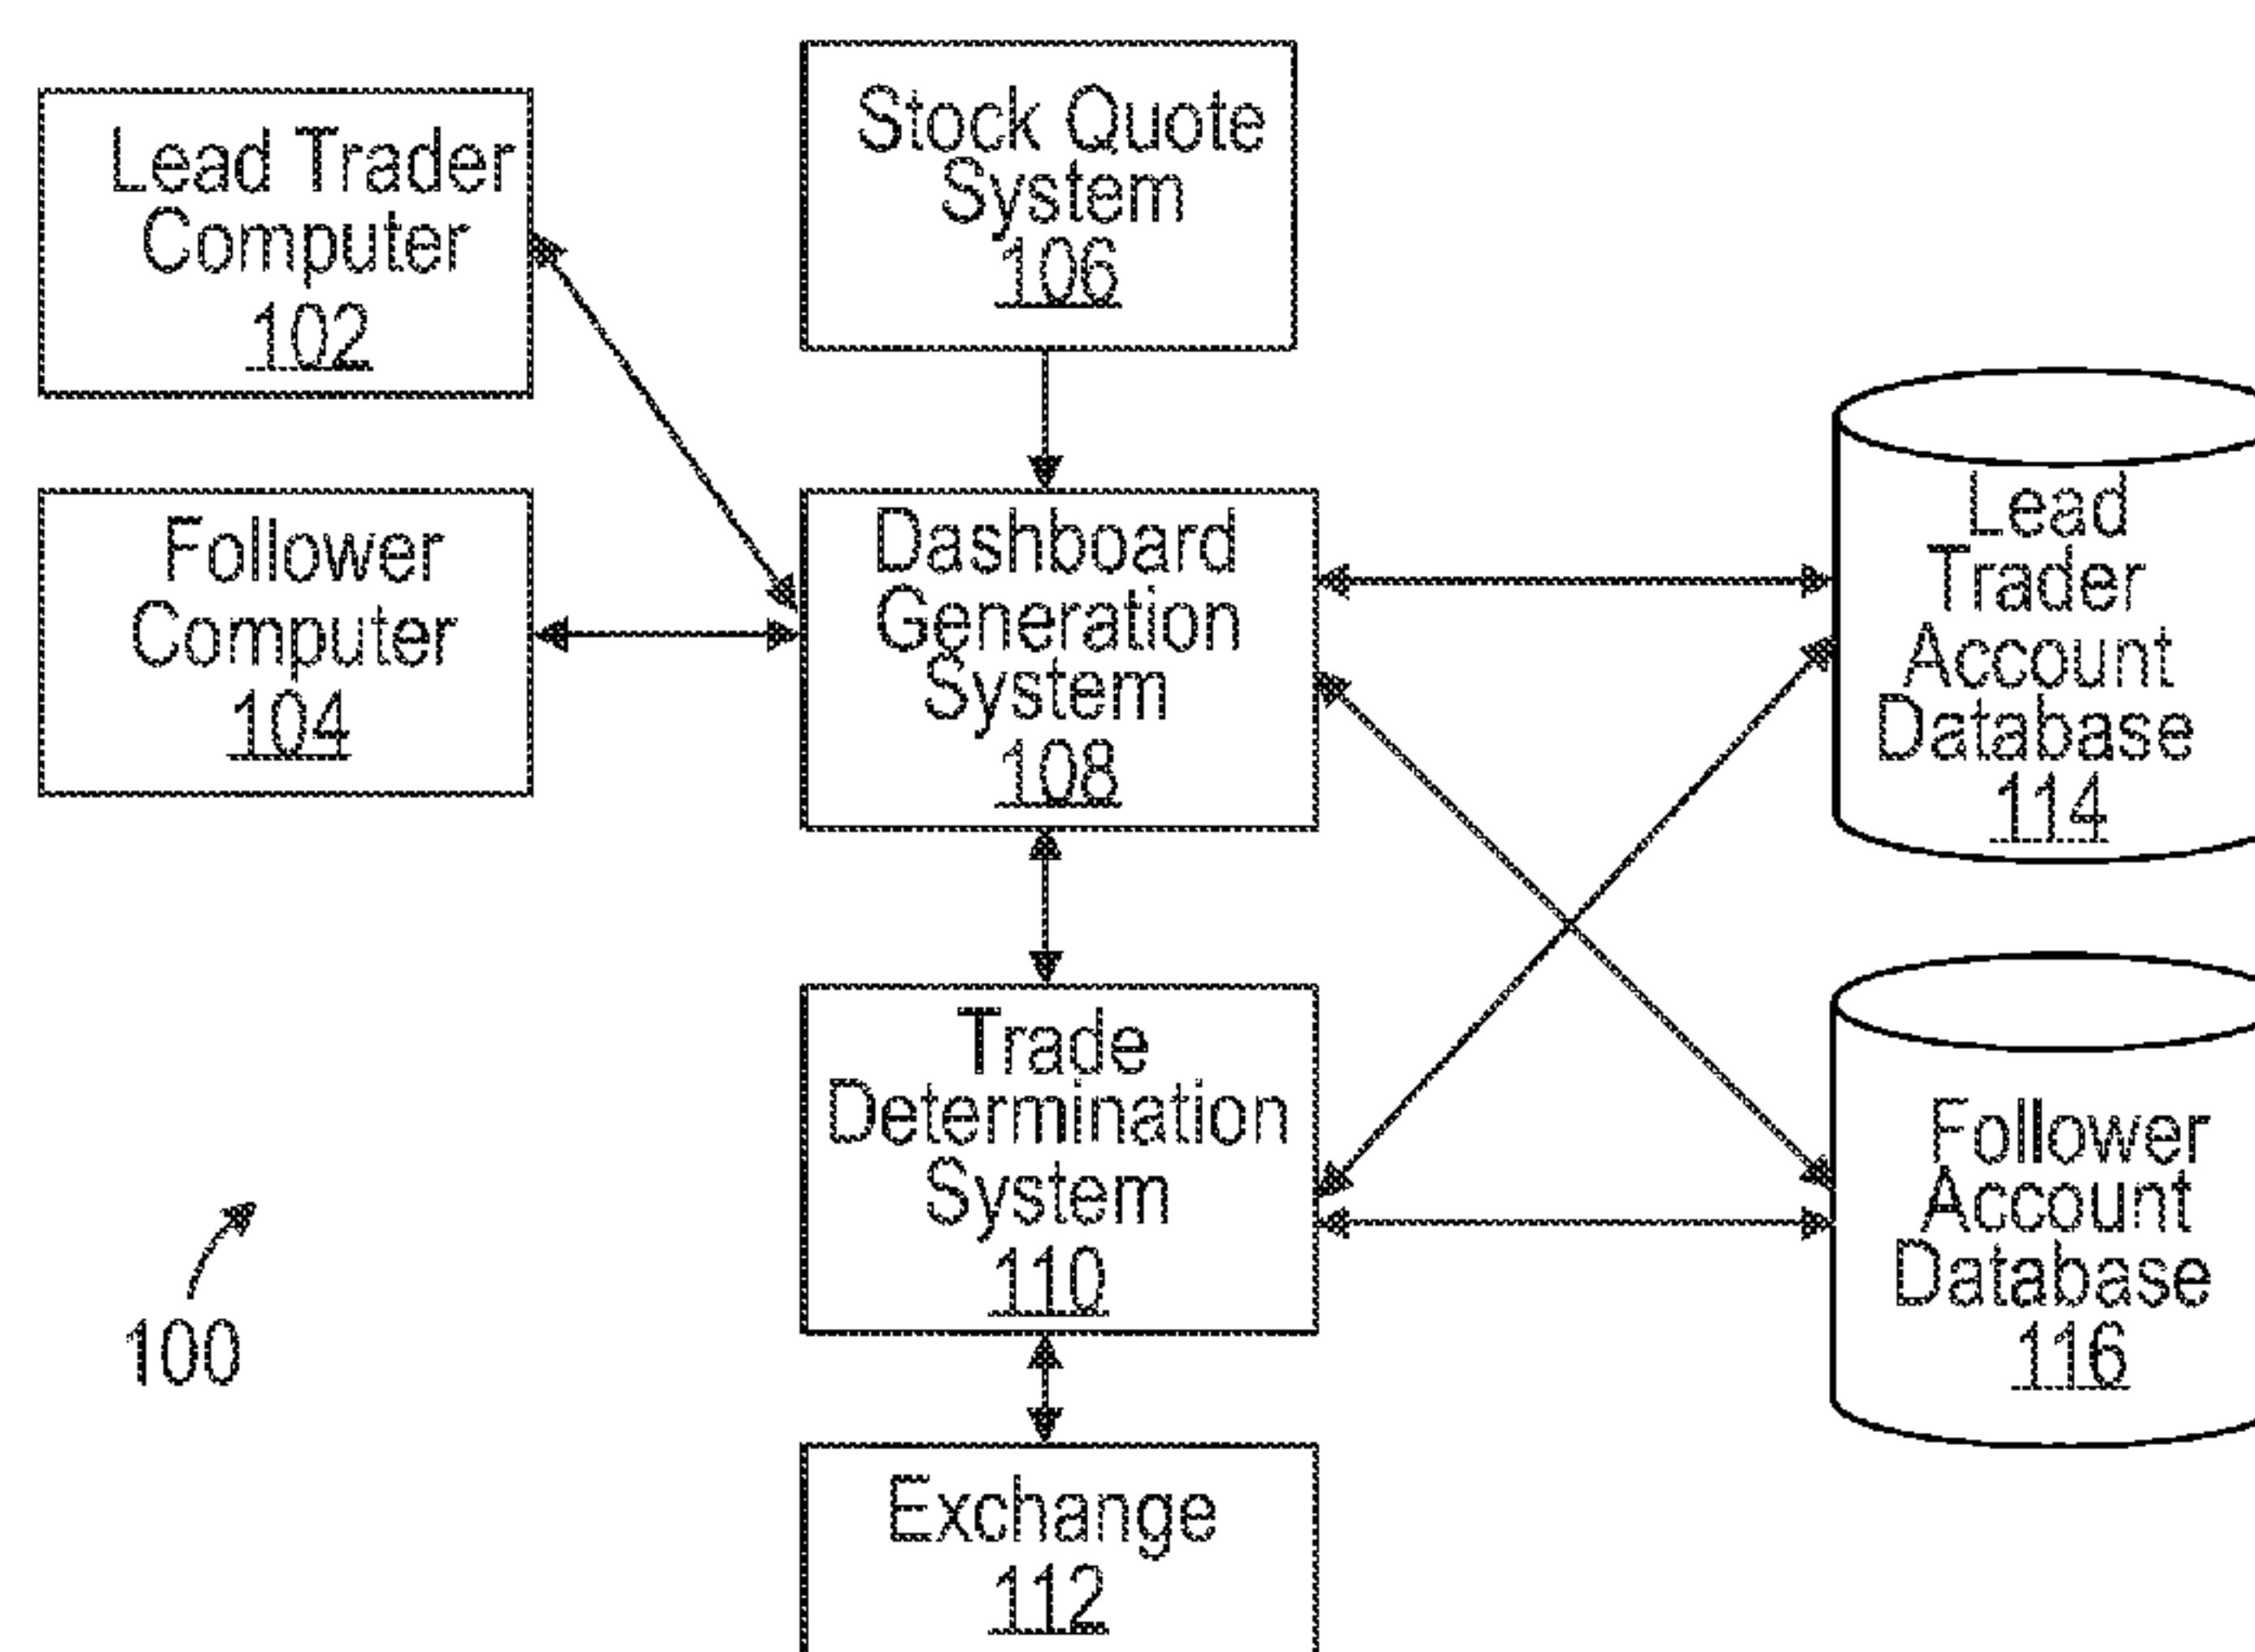 Lead Trader
Computer
102
Stock Quote
System
106
Follower
Computer
104
Dashboard
Generation
System
108
Lead
Trader
Account
Database
114
Trade
Determination
System
110
Follower
Account
Database
116
100
Exchange
112